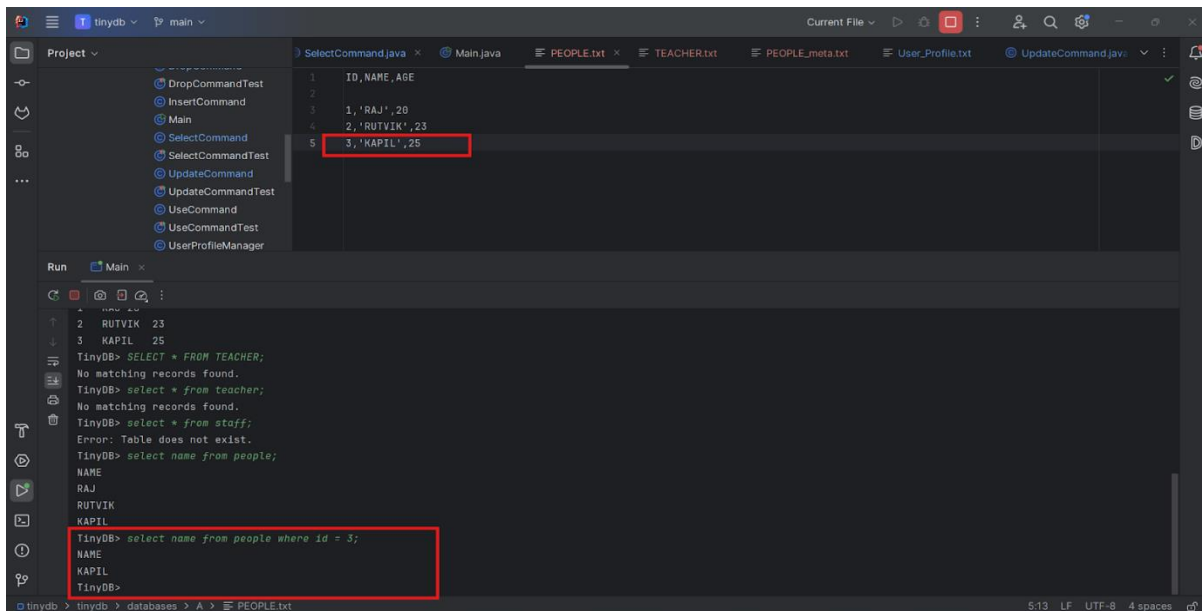 T tinydb main Current File
Project
SelectCommand.java Main.java PEOPLE.txt TEACHER.txt PEOPLE_meta.txt User_Profile.txt UpdateCommand.java
DropCommandTest
InsertCommand
Main
SelectCommand
SelectCommandTest
UpdateCommand
UpdateCommandTest
UseCommand
UseCommandTest
UserProfileManager
1 ID,NAME,AGE
2
3 1,'RAJ',20
4 2,'RUTVIK',23
5 3,'KAPIL',25
Run Main
2 RUTVIK 23
3 KAPIL 25
TinyDB> SELECT * FROM TEACHER;
No matching records found.
TinyDB> select * from teacher;
No matching records found.
TinyDB> select * from staff;
Error: Table does not exist.
TinyDB> select name from people;
NAME
RAJ
RUTVIK
KAPIL
TinyDB> select name from people where id = 3;
NAME
KAPIL
TinyDB>
tinydb > tinydb > databases > A > PEOPLE.txt 5:13 LF UTF-8 4 spaces